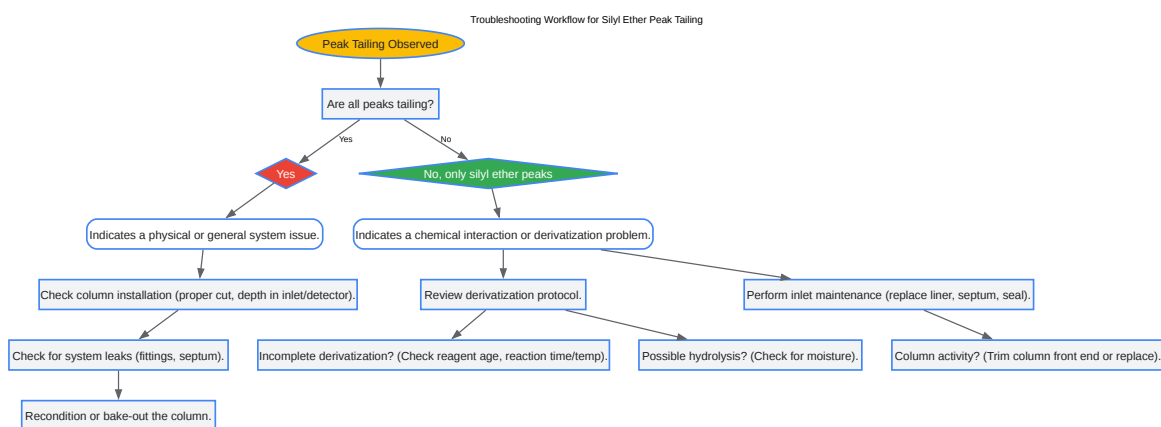 Troubleshooting Workflow for Silyl Ether Peak Tailing
Peak Tailing Observed
Are all peaks tailing?
Yes
No
Yes
No, only silyl ether peaks
Indicates a physical or general system issue.
Indicates a chemical interaction or derivatization problem.
Check column installation (proper cut, depth in inlet/detector).
Review derivatization protocol.
Perform inlet maintenance (replace liner, septum, seal).
Check for system leaks (fittings, septum).
Incomplete derivatization? (Check reagent age, reaction time/temp).
Possible hydrolysis? (Check for moisture).
Column activity? (Trim column front end or replace).
Recondition or bake-out the column.